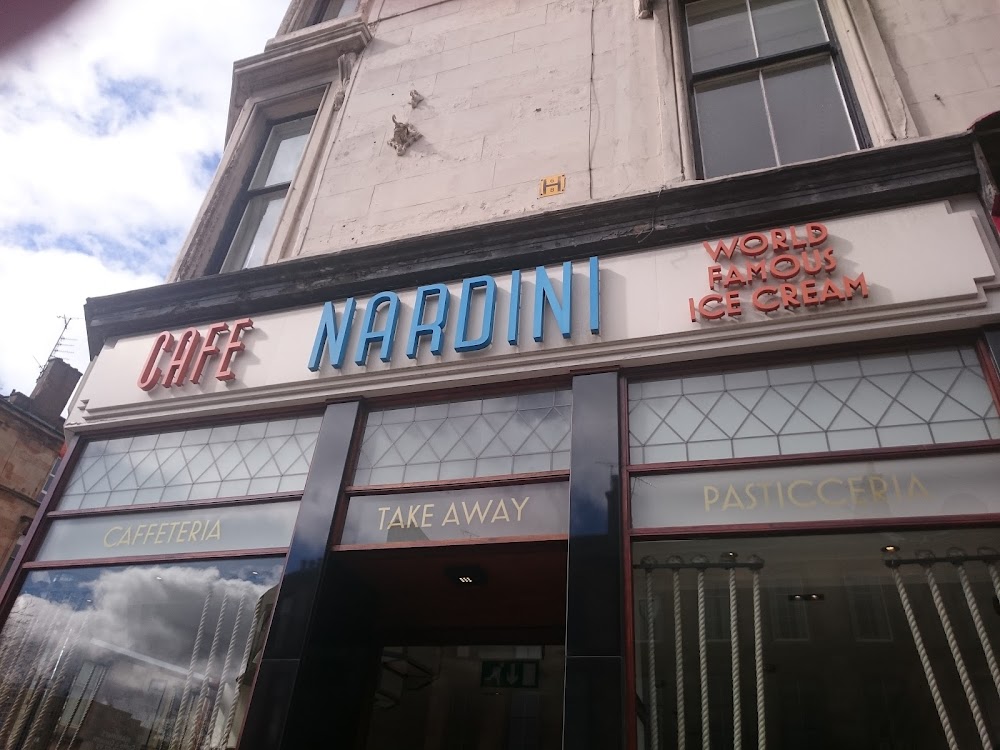 H
CAFE NARDINI
WORLD
FAMOUS
ICE CREAM
CAFFETERIA
TAKE AWAY
PASTICCERIA